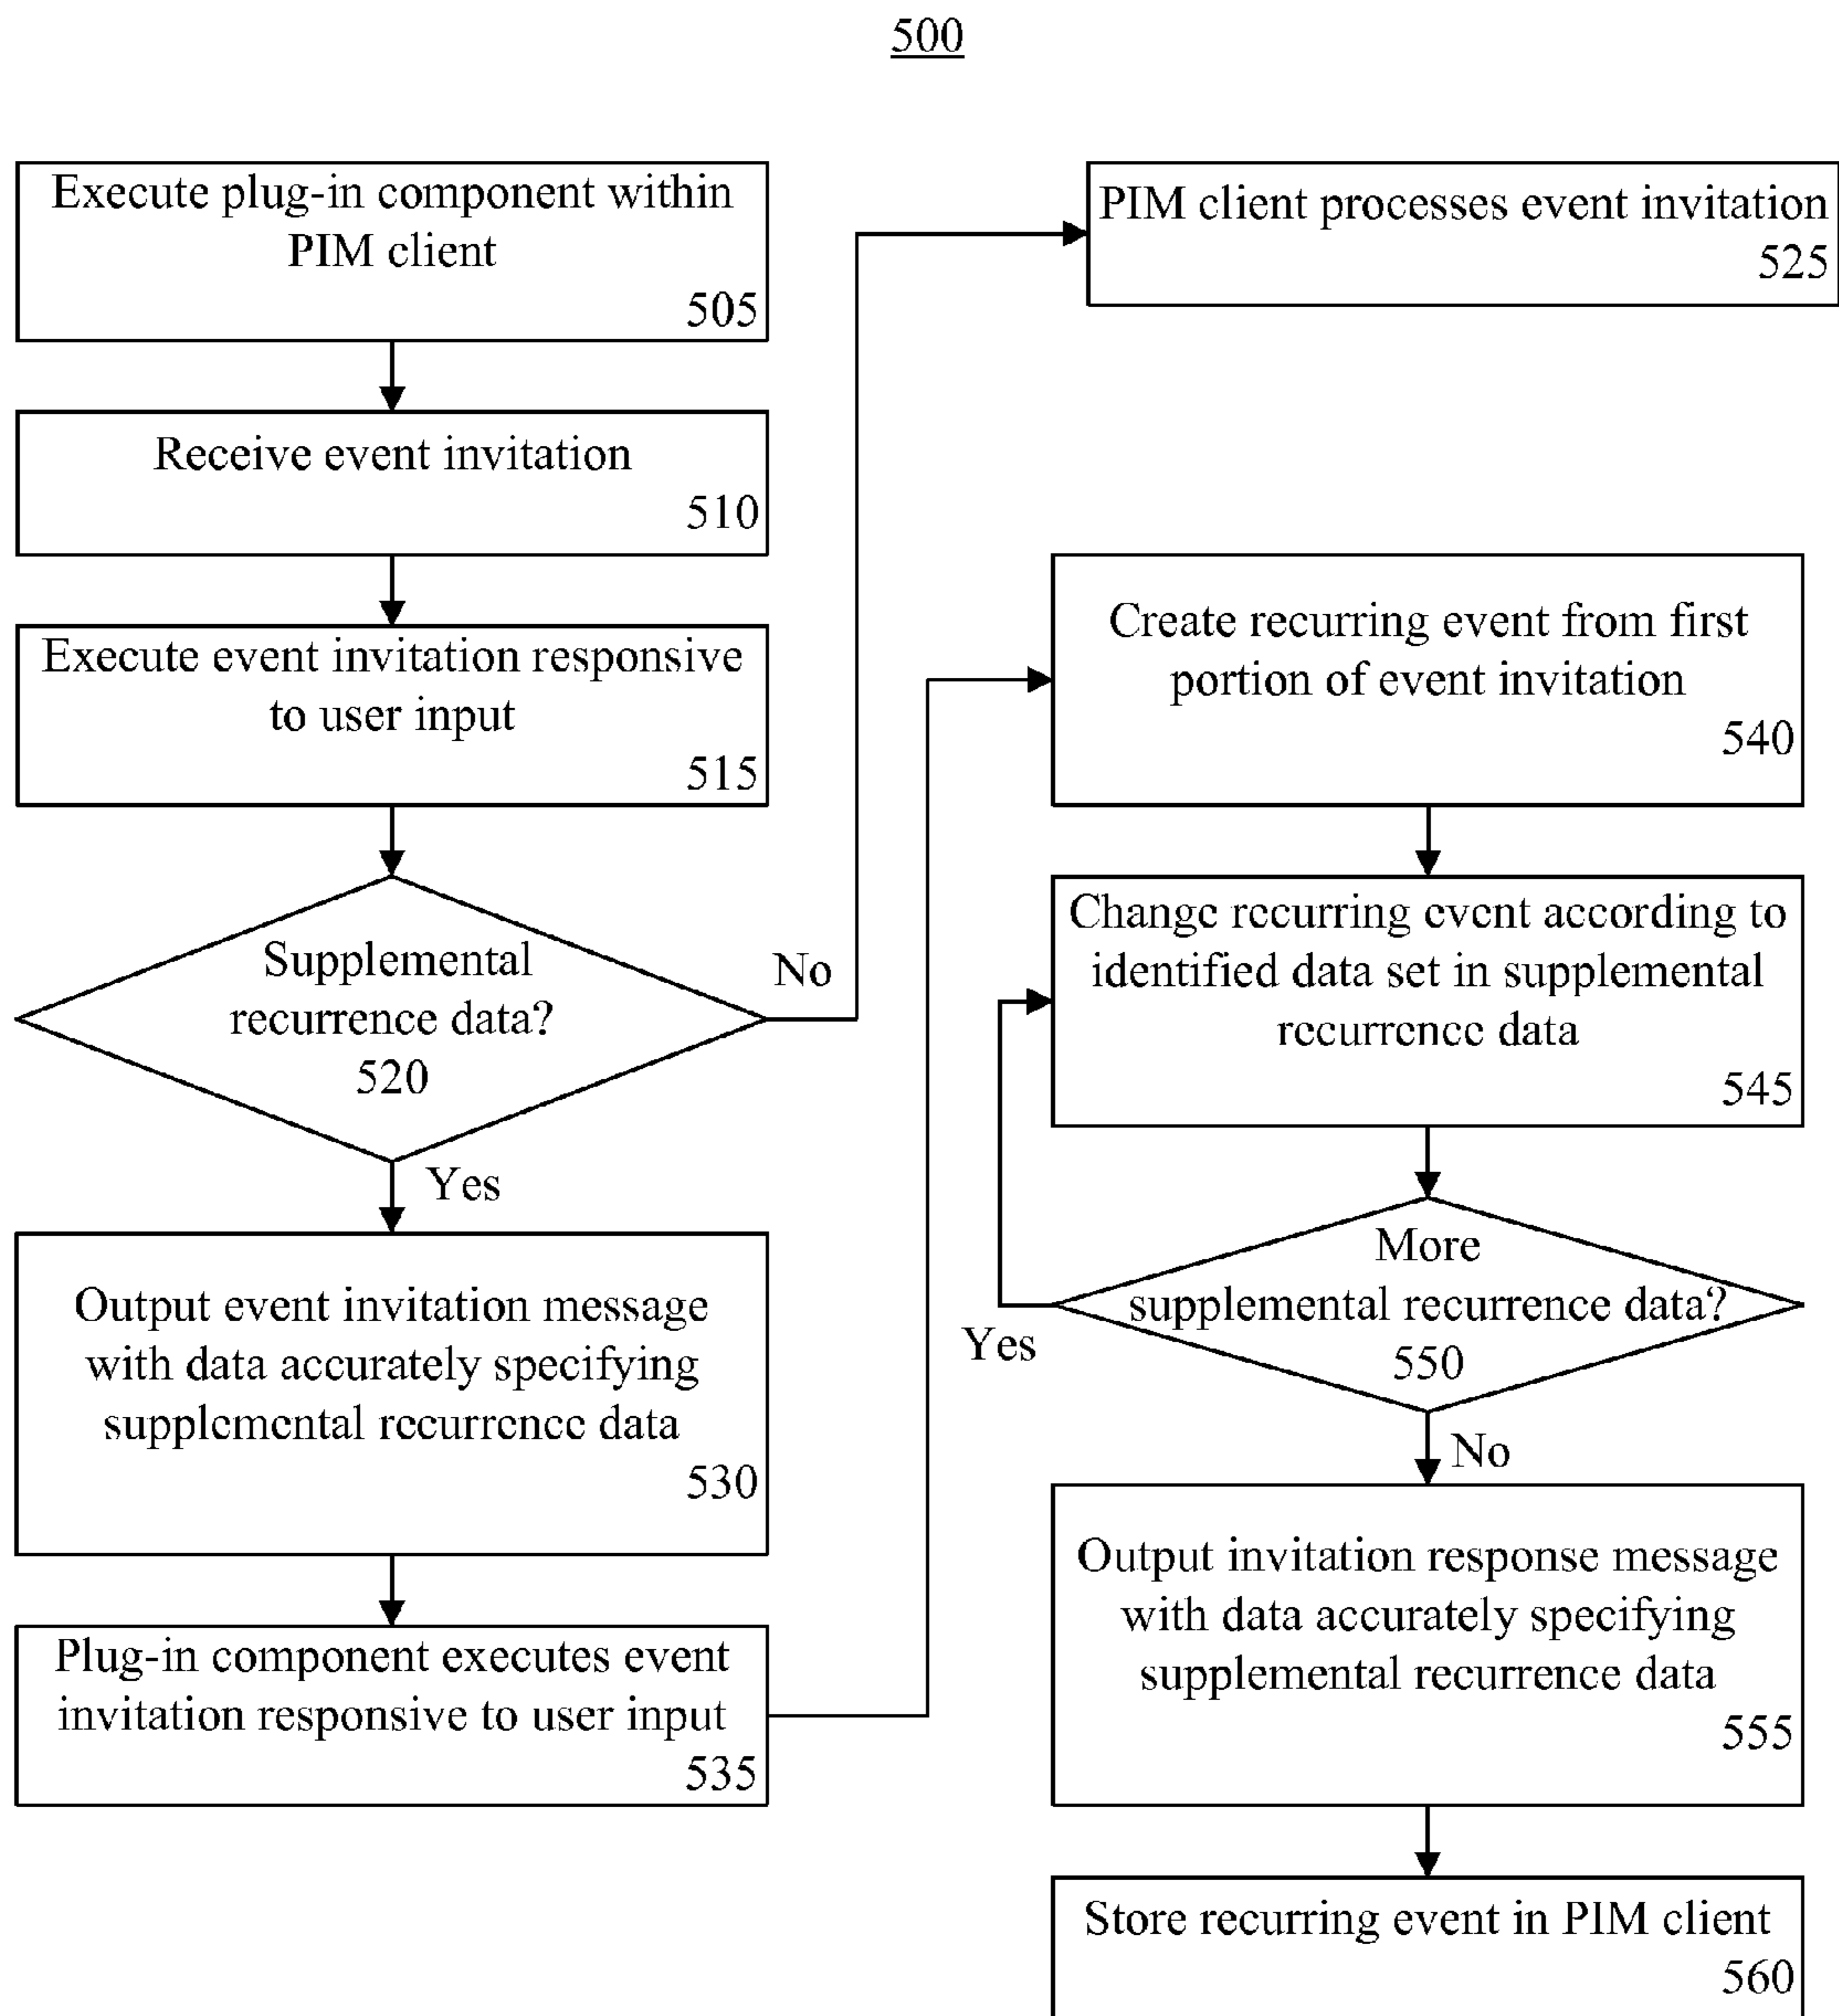 500
Execute plug-in component within
PIM client
505
Receive event invitation
510
Execute event invitation responsive
to user input
515
Supplemental
recurrence data?
520
No
Yes
Output event invitation message
with data accurately specifying
supplemental recurrence data
530
Plug-in component executes event
invitation responsive to user input
535
PIM client processes event invitation
525
Create recurring event from first
portion of event invitation
540
Change recurring event according to
identified data set in supplemental
recurrence data
545
More
supplemental recurrence data?
550
Yes
No
Output invitation response message
with data accurately specifying
supplemental recurrence data
555
Store recurring event in PIM client
560